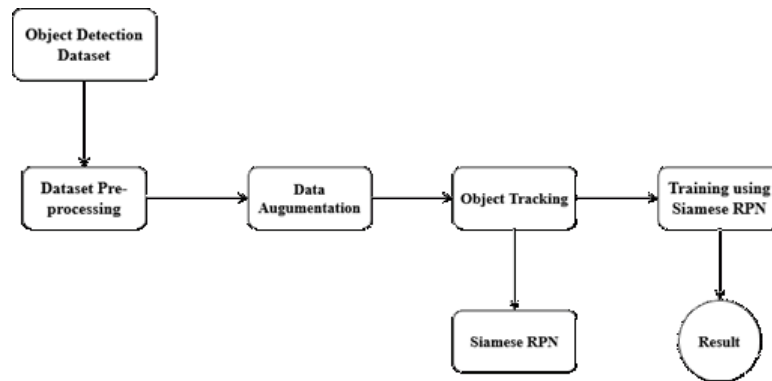 Object Detection
Dataset
Dataset Pre-
processing
Data
Augumentation
Object Tracking
Training using
Siamese RPN
Siamese RPN
Result